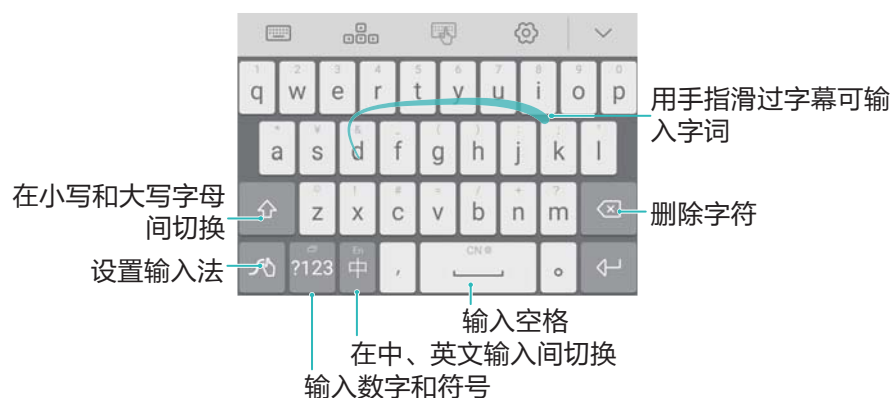 1 2 3 4 5 6 7 8 9 0
q w e r t y u i o p
用手指滑过字幕可输
入字词
* ¥ & _ ( ) : ; '
a s d f g h j k l
在小写和大写字母
间切换
@ ! # = / + ?
z x c v b n m
删除字符
设置输入法
?123
En
中
,
CN @
。
输入空格
在中、英文输入间切换
输入数字和符号